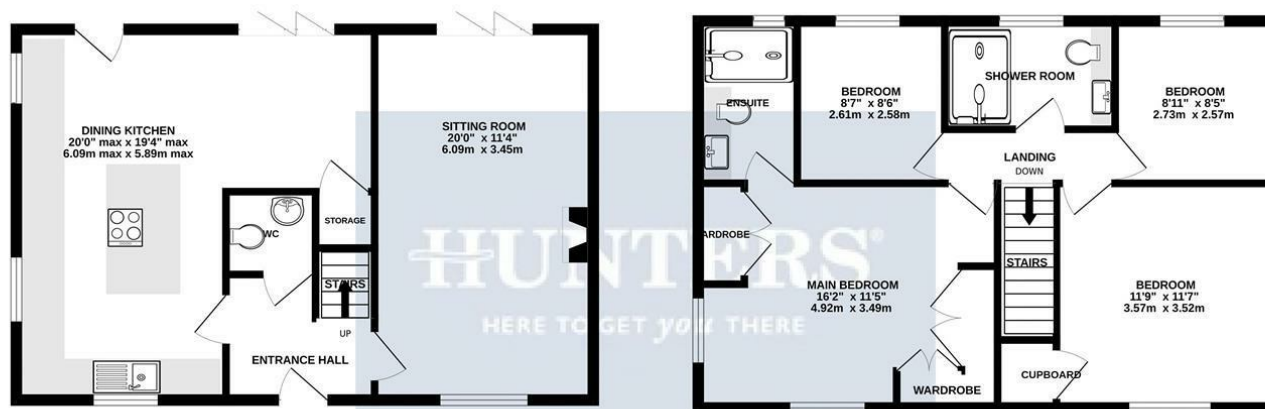 DINING KITCHEN
20'0" max x 19'4" max
6.09m max x 5.89m max
SITTING ROOM
20'0" x 11'4"
6.09m x 3.45m
STORAGE
WC
STAIRS
UP
ENTRANCE HALL
ENSUITE
BEDROOM
8'7" x 8'6"
2.61m x 2.58m
SHOWER ROOM
BEDROOM
8'11" x 8'5"
2.73m x 2.57m
LANDING
DOWN
ARDROBE
STAIRS
MAIN BEDROOM
16'2" x 11'5"
4.92m x 3.49m
BEDROOM
11'9" x 11'7"
3.57m x 3.52m
WARDROBE
CUPBOARD
HUNTERS®
HERE TO GET you THERE